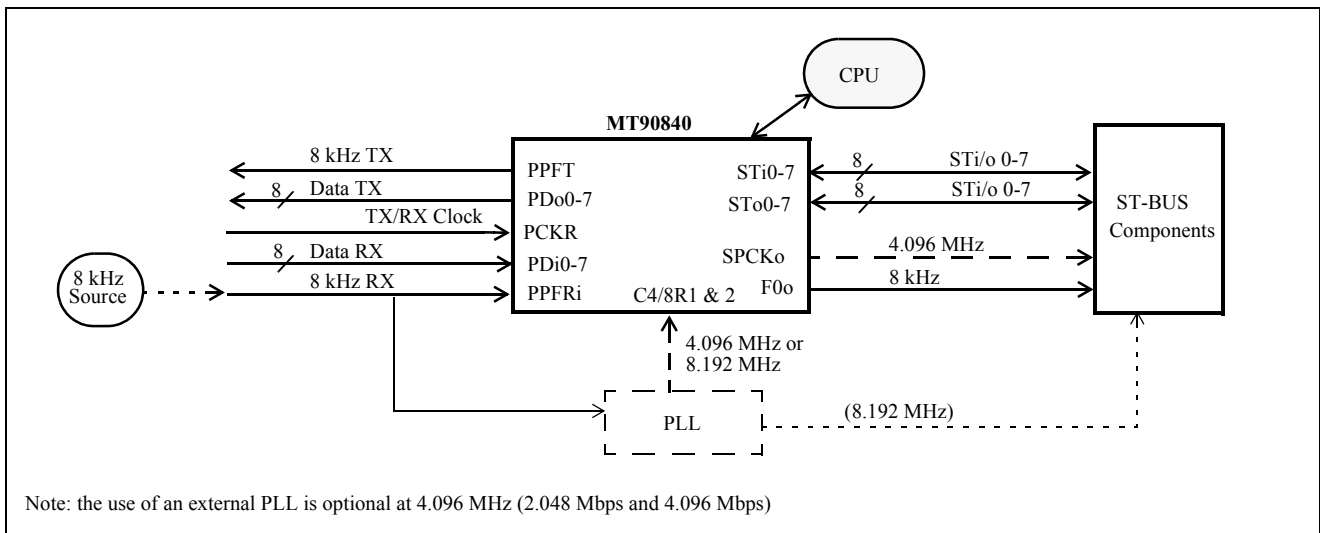 CPU
MT90840
8 kHz TX
PPFT
8 Data TX
PDo0-7
TX/RX Clock
PCKR
8 Data RX
PDi0-7
8 kHz RX
PPFRi
8 kHz
Source
STi0-7
8 STi/o 0-7
STo0-7
8 STi/o 0-7
SPCKo
4.096 MHz
F0o
8 kHz
C4/8R1 & 2
ST-BUS
Components
4.096 MHz or
8.192 MHz
PLL
(8.192 MHz)
Note: the use of an external PLL is optional at 4.096 MHz (2.048 Mbps and 4.096 Mbps)